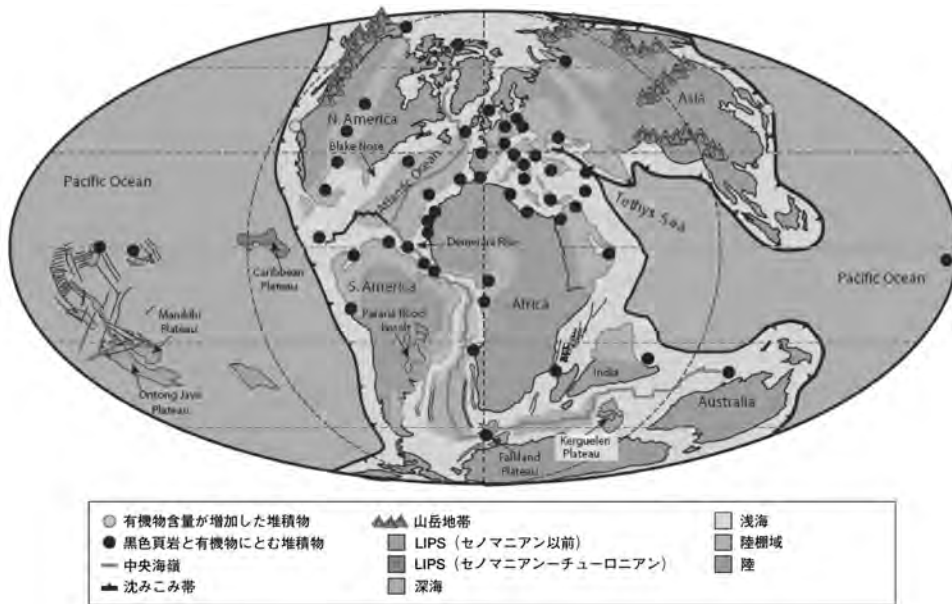 N. America
Asia
Blake Nose
Pacific Ocean
Atlantic Ocean
Tethys Sea
Demerara Rise
Caribbean
Plateau
Pacific Ocean
S. America
Africa
Manihiki
Plateau
Parana flood
basalt
India
Ontong Java
Plateau
Australia
Kerguelen
Plateau
Falkland
Plateau
有機物含量が増加した堆積物
黒色頁岩と有機物にとむ堆積物
中央海嶺
沈みこみ帯
山岳地帯
LIPS（セノマニアン以前）
LIPS（セノマニアンーチューロニアン）
深海
浅海
陸棚域
陸